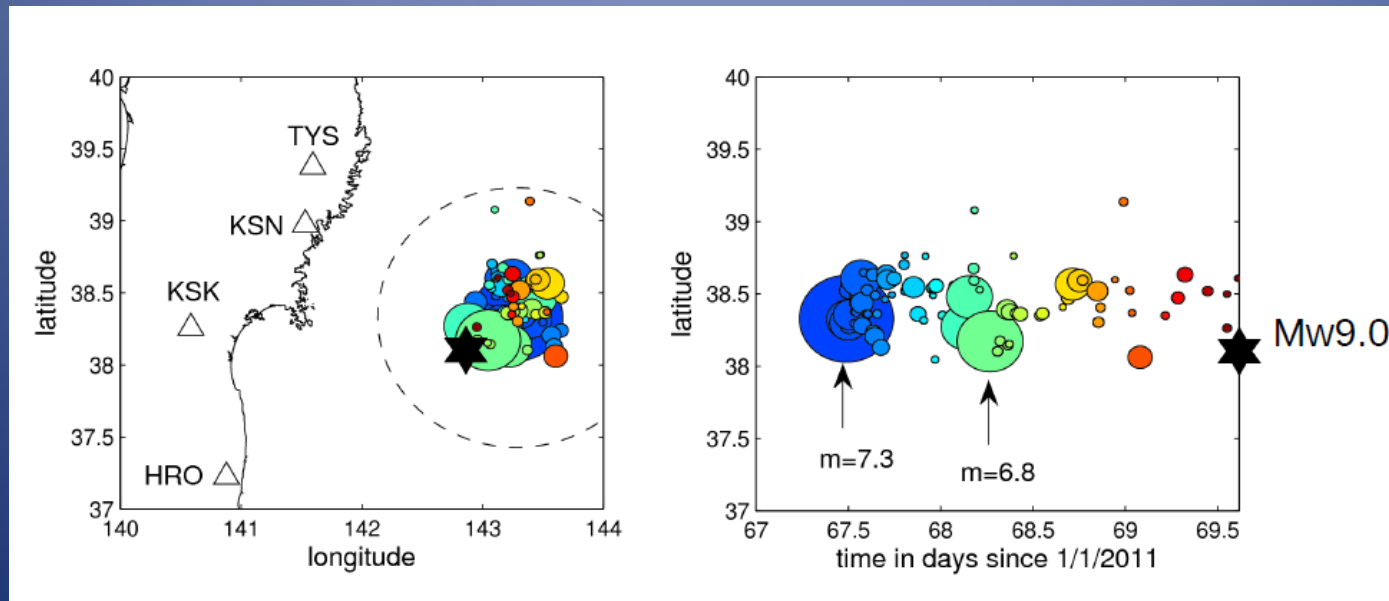 40
39.5
39
38.5
38
37.5
37
latitude
140
141
142
143
144
longitude
TYS
KSN
KSK
HRO
40
39.5
39
38.5
38
37.5
37
latitude
67
67.5
68
68.5
69
69.5
time in days since 1/1/2011
m=7.3
m=6.8
Mw9.0